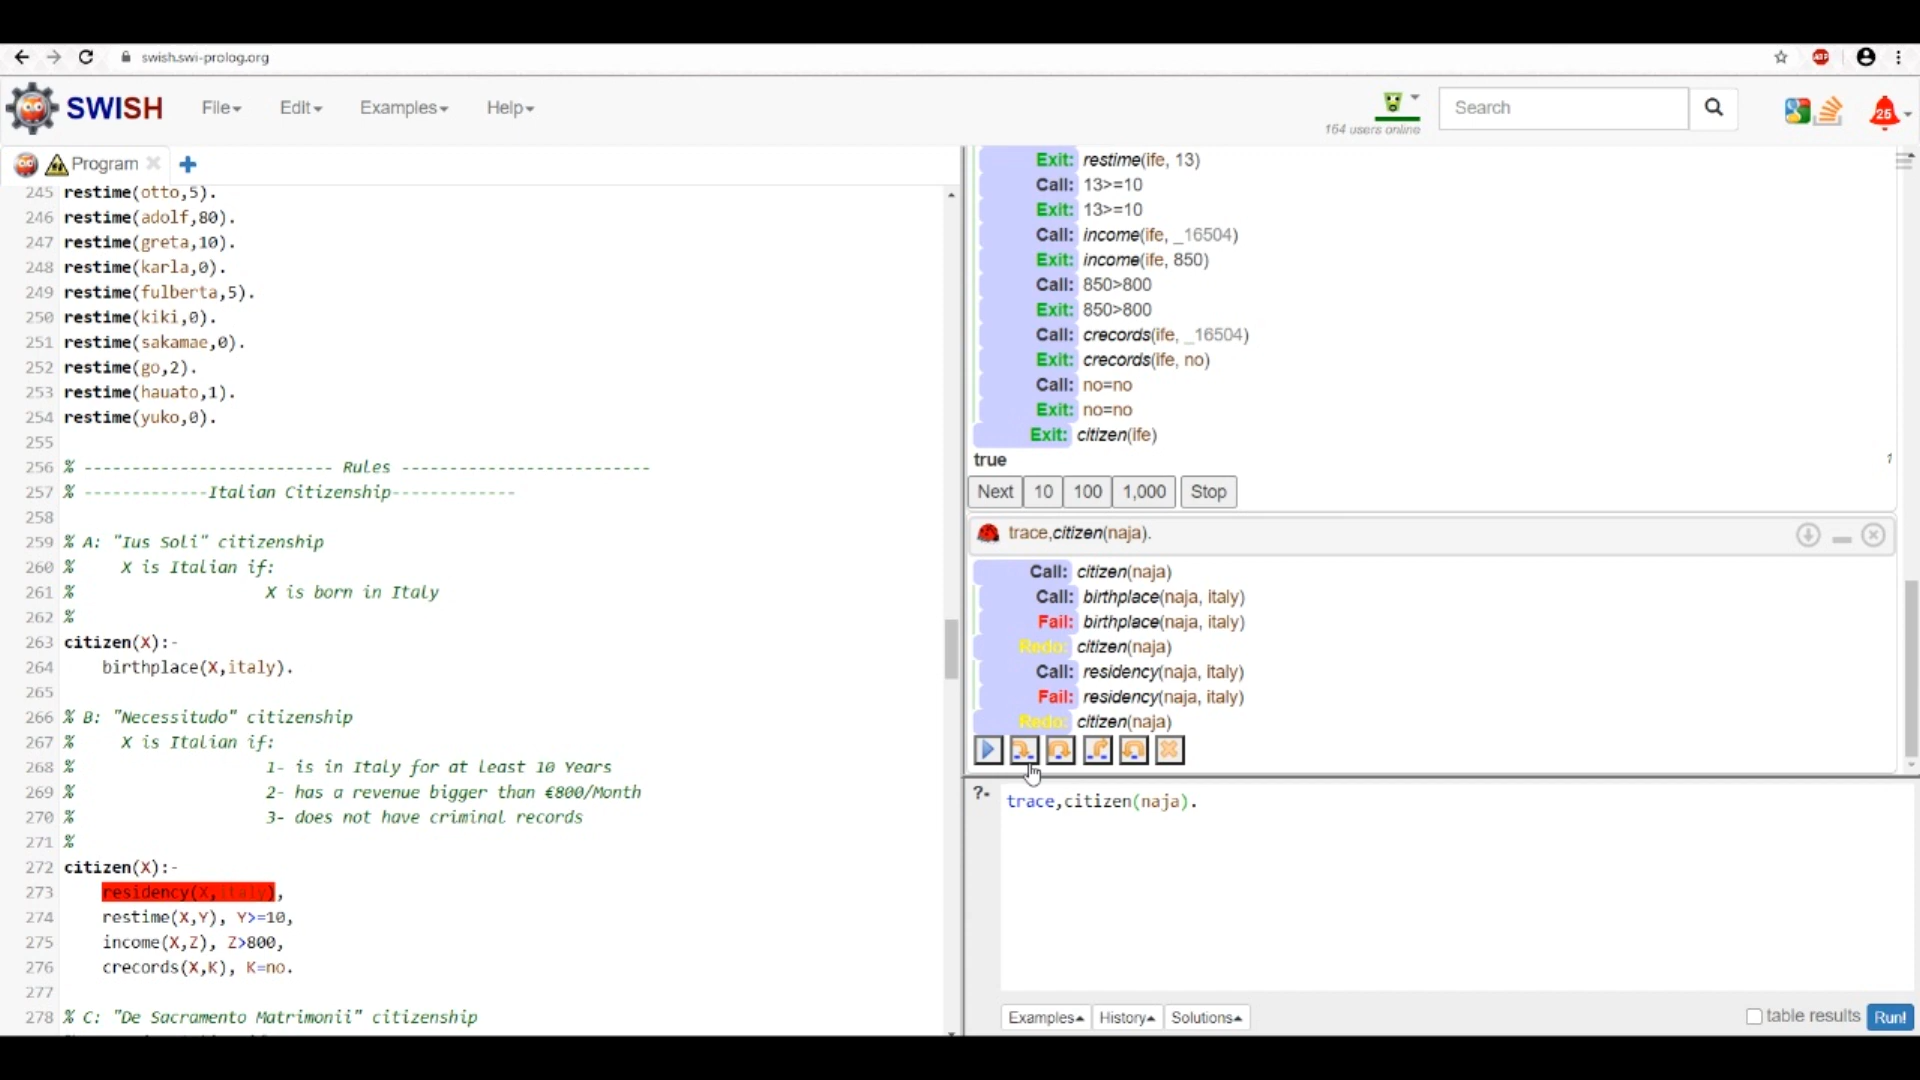 swish.swi-prolog.org
ABP
SWISH
File
Edit
Examples
Help
164 users online
Search
25
Program
245 restime(otto,5).
246 restime(adolf,80).
247 restime(greta,10).
248 restime(karla,0).
249 restime(fulberta,5).
250 restime(kiki,0).
251 restime(sakamae,0).
252 restime(go,2).
253 restime(hauato,1).
254 restime(yuko,0).
255
256 % -------------------------- Rules --------------------------
257 % -------------Italian Citizenship-------------
258
259 % A: "Ius Soli" citizenship
260 % X is Italian if:
261 % X is born in Italy
262 %
263 citizen(X):-
264 birthplace(X,italy).
265
266 % B: "Necessitudo" citizenship
267 % X is Italian if:
268 % 1- is in Italy for at least 10 Years
269 % 2- has a revenue bigger than €800/Month
270 % 3- does not have criminal records
271 %
272 citizen(X):-
273 residency(X,italy),
274 restime(X,Y), Y>=10,
275 income(X,Z), Z>800,
276 crecords(X,K), K=no.
277
278 % C: "De Sacramento Matrimonii" citizenship
Exit: restime(ife, 13)
Call: 13>=10
Exit: 13>=10
Call: income(ife, _16504)
Exit: income(ife, 850)
Call: 850>800
Exit: 850>800
Call: crecords(ife, _16504)
Exit: crecords(ife, no)
Call: no=no
Exit: no=no
Exit: citizen(ife)
true 1
Next 10 100 1,000 Stop
trace,citizen(naja).
Call: citizen(naja)
Call: birthplace(naja, italy)
Fail: birthplace(naja, italy)
Redo: citizen(naja)
Call: residency(naja, italy)
Fail: residency(naja, italy)
Redo: citizen(naja)
?- trace,citizen(naja).
Examples History Solutions
table results Run!